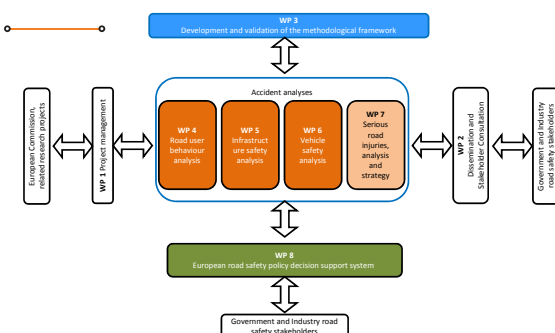 WP 3
Development and validation of the methodological framework
Accident analyses
European Commission,
related research projects
WP 1 Project management
WP 4
Road user
behaviour
analysis
WP 5
Infrastruct
ure safety
analysis
WP 6
Vehicle
safety
analysis
WP 7
Serious
road
injuries,
analysis
and
strategy
WP 2
Dissemination and
Stakeholder Consultation
Government and Industry
road safety stakeholders
WP 8
European road safety policy decision support system
Government and Industry road
safety stakeholders